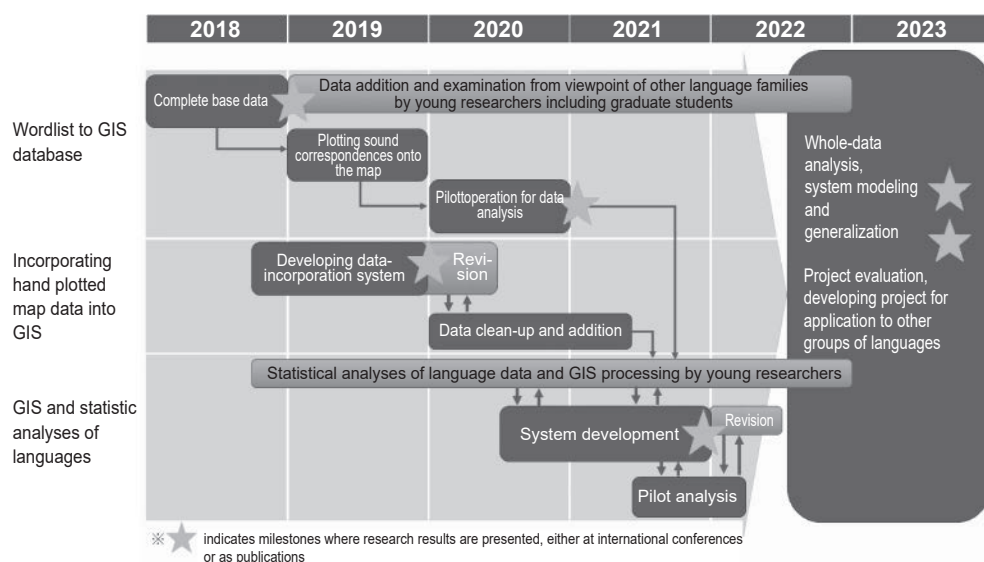 2018 2019 2020 2021 2022 2023
Wordlist to GIS
database
Complete base data
Data addition and examination from viewpoint of other language families
by young researchers including graduate students
Plotting sound
correspondences onto
the map
Pilottoperation for data
analysis
Incorporating
hand plotted
map data into
GIS
Developing data-
incorporation system
Revi-
sion
Data clean-up and addition
GIS and statistic
analyses of
languages
Statistical analyses of language data and GIS processing by young researchers
System development
Revision
Pilot analysis
Whole-data
analysis,
system modeling
and
generalization
Project evaluation,
developing project for
application to other
groups of languages
※ indicates milestones where research results are presented, either at international conferences
or as publications